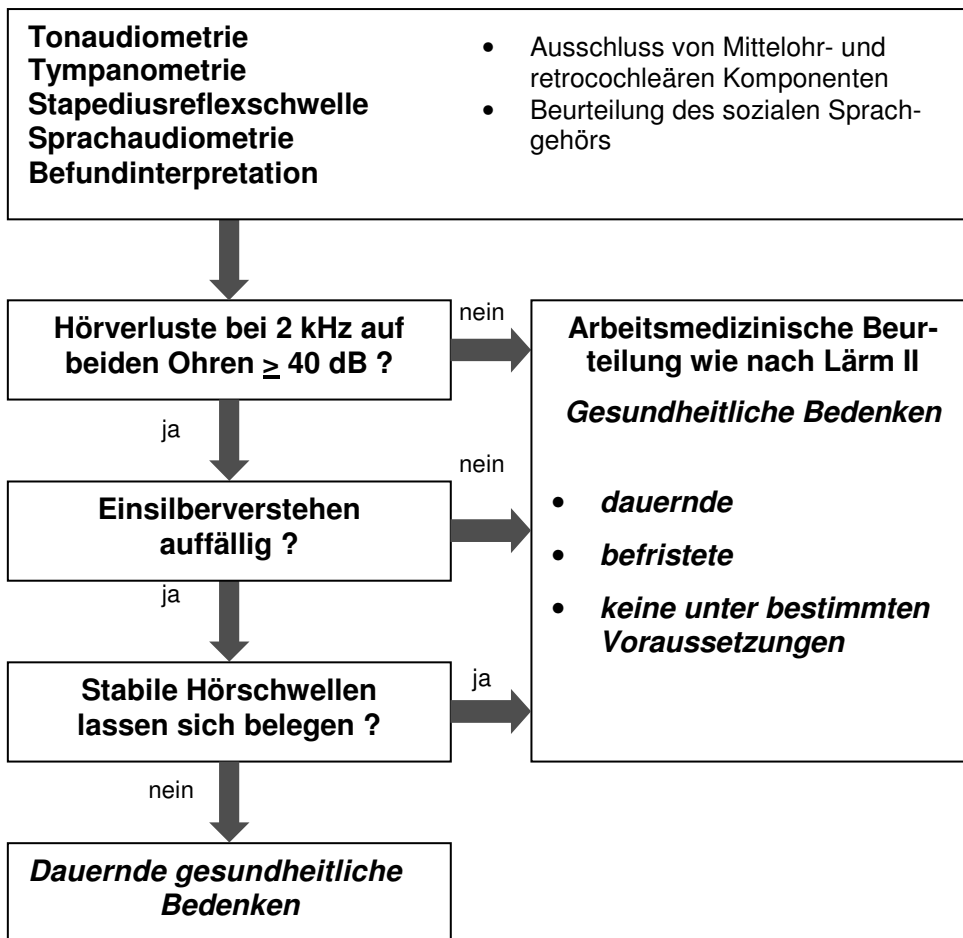 Tonaudiometrie
Tympanometrie
Stapediusreflexschwelle
Sprachaudiometrie
Befundinterpretation
• Ausschluss von Mittelohr- und
retrocochleären Komponenten
• Beurteilung des sozialen Sprach-
gehörs
Hörverluste bei 2 kHz auf
beiden Ohren ≥ 40 dB ?
nein
ja
Einsilberverstehen
auffällig ?
nein
ja
Stabile Hörschwellen
lassen sich belegen ?
ja
nein
Dauernde gesundheitliche
Bedenken
Arbeitsmedizinische Beur-
teilung wie nach Lärm II
Gesundheitliche Bedenken
• dauernde
• befristete
• keine unter bestimmten
Voraussetzungen